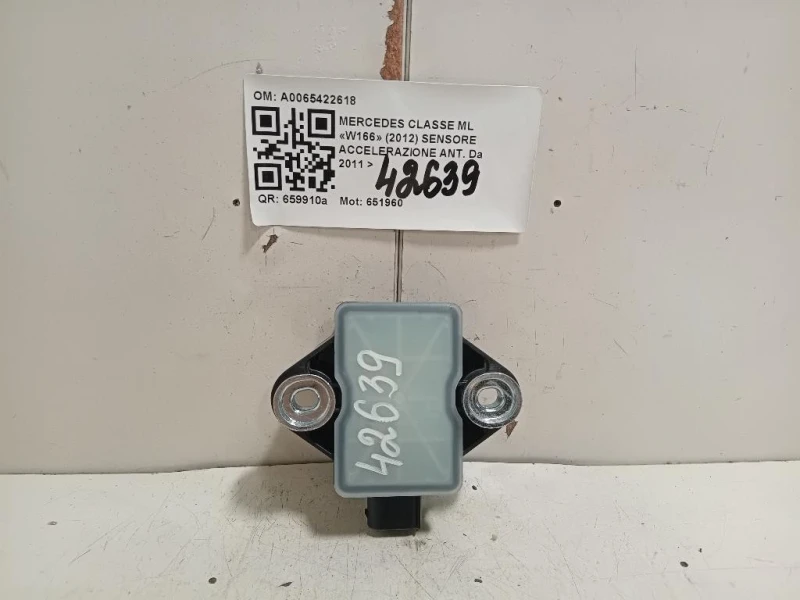 OM: A0065422618
MERCEDES CLASSE ML
«W166» (2012) SENSORE
ACCELERAZIONE ANT. Da
2011 >
42639
QR: 659910a Mot: 651960
42639